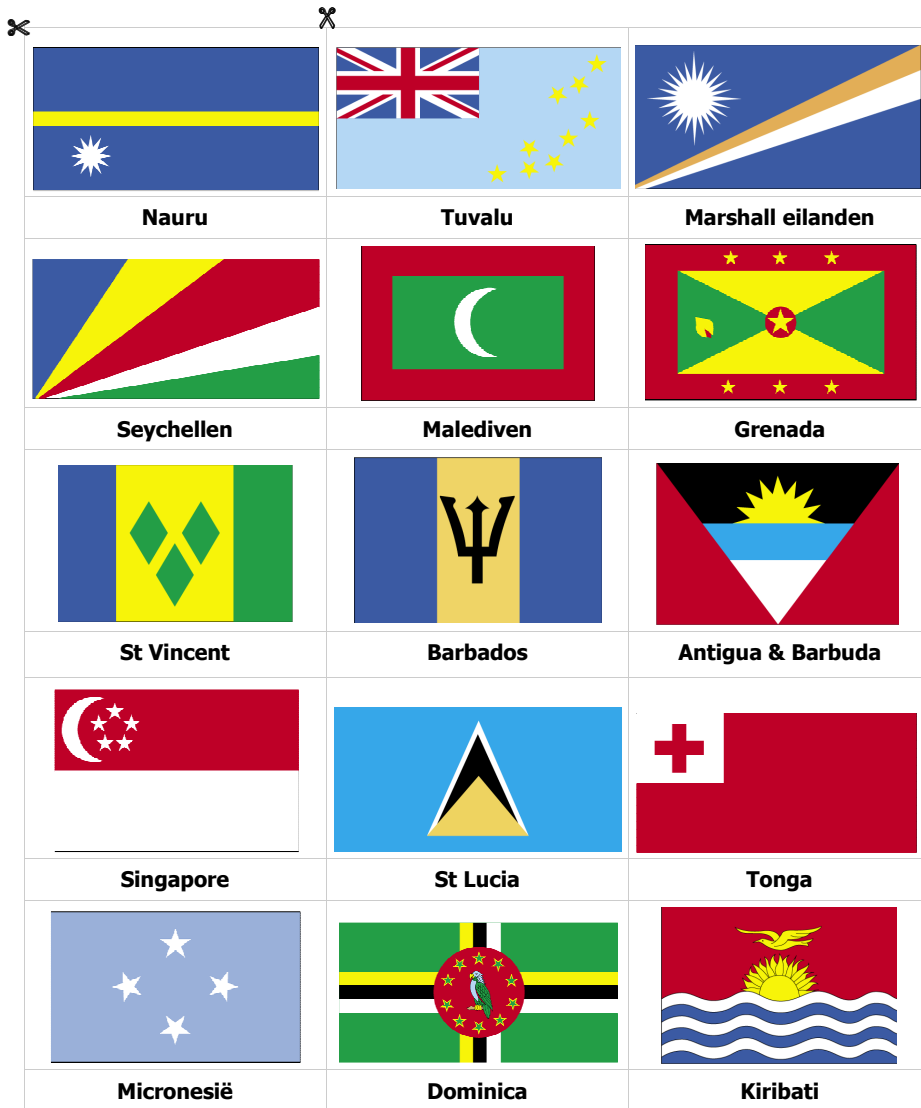 Nauru
Tuvalu
Marshall eilanden
Seychellen
Malediven
Grenada
St Vincent
Barbados
Antigua & Barbuda
Singapore
St Lucia
Tonga
Micronesië
Dominica
Kiribati